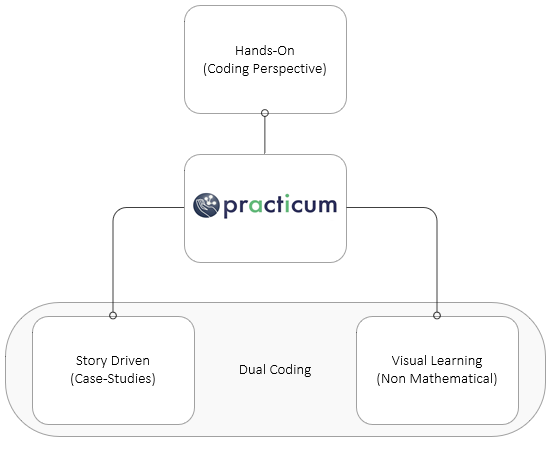 Hands-On
(Coding Perspective)
practicum
Story Driven
(Case-Studies)
Dual Coding
Visual Learning
(Non Mathematical)